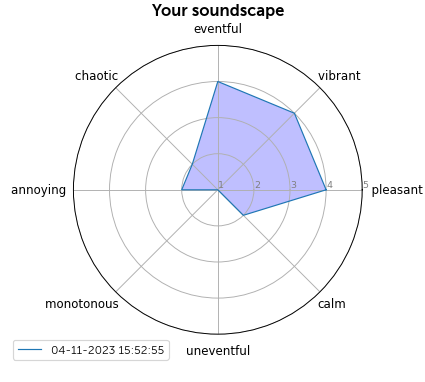 Your soundscape
eventful
chaotic
vibrant
annoying
1
2
3
4
5
pleasant
monotonous
calm
uneventful
04-11-2023 15:52:55